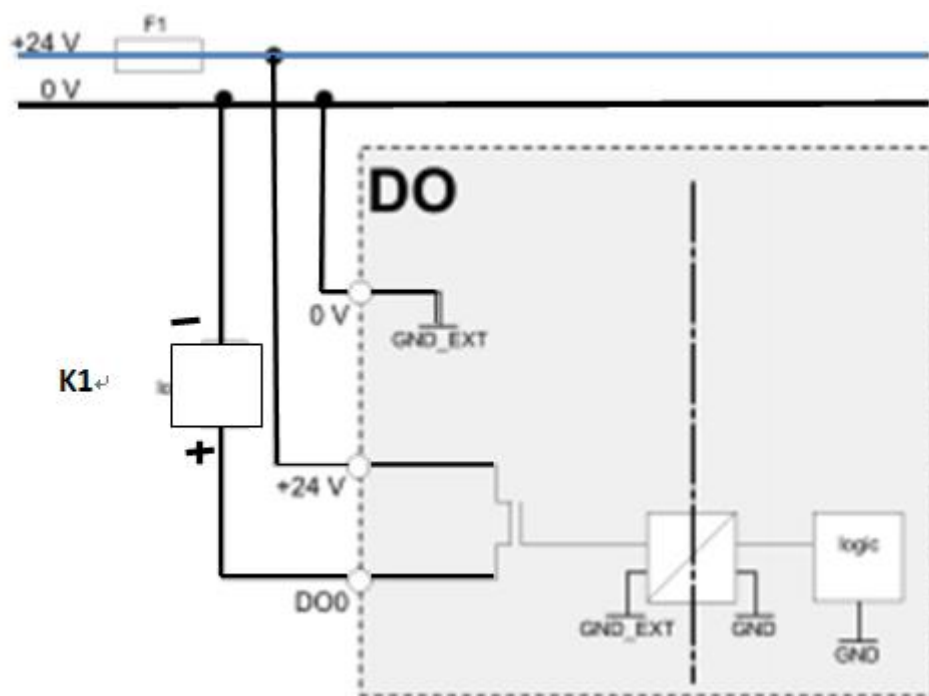 F1
+24 V
0 V
DO
0 V
GND_EXT
–
K1↵
+
+24 V
logic
DO0
GND_EXT
GND
GND